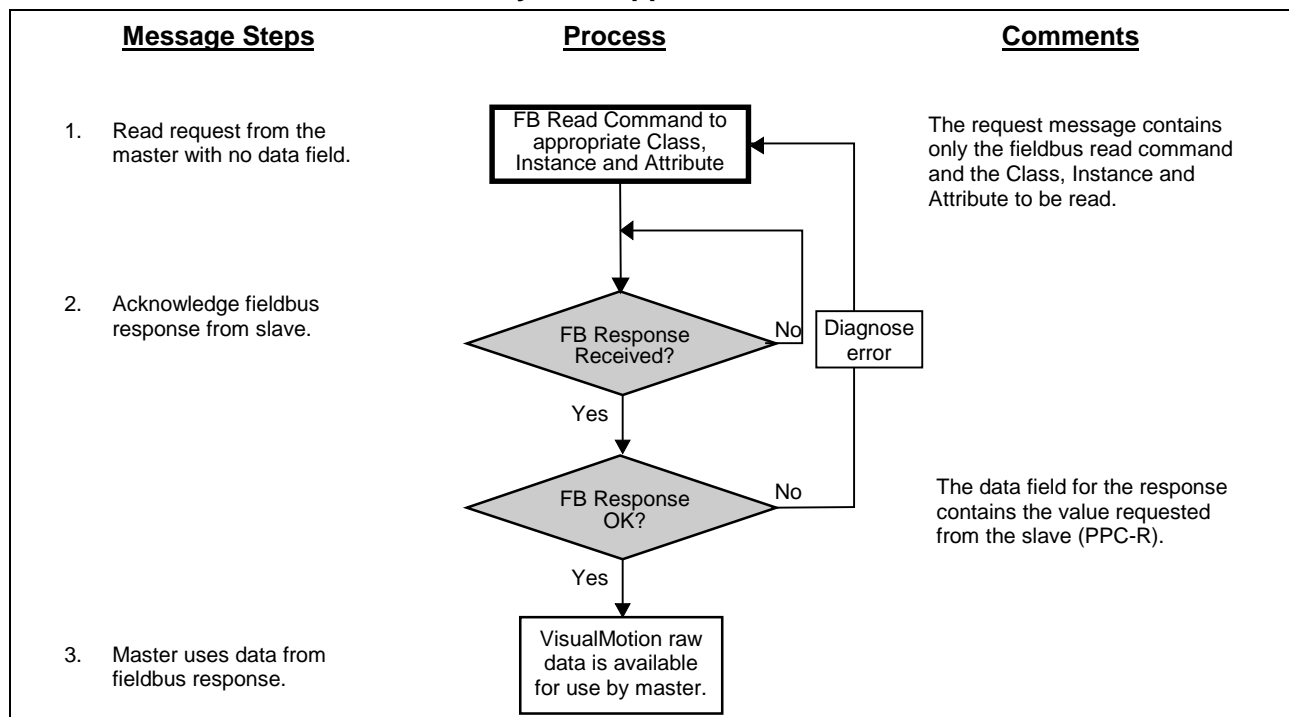 Message Steps
Process
Comments
1. Read request from the
master with no data field.
FB Read Command to
appropriate Class,
Instance and Attribute
The request message contains
only the fieldbus read command
and the Class, Instance and
Attribute to be read.
2. Acknowledge fieldbus
response from slave.
FB Response
Received?
No
Diagnose
error
Yes
FB Response
OK?
No
The data field for the response
contains the value requested
from the slave (PPC-R).
Yes
3. Master uses data from
fieldbus response.
VisualMotion raw
data is available
for use by master.